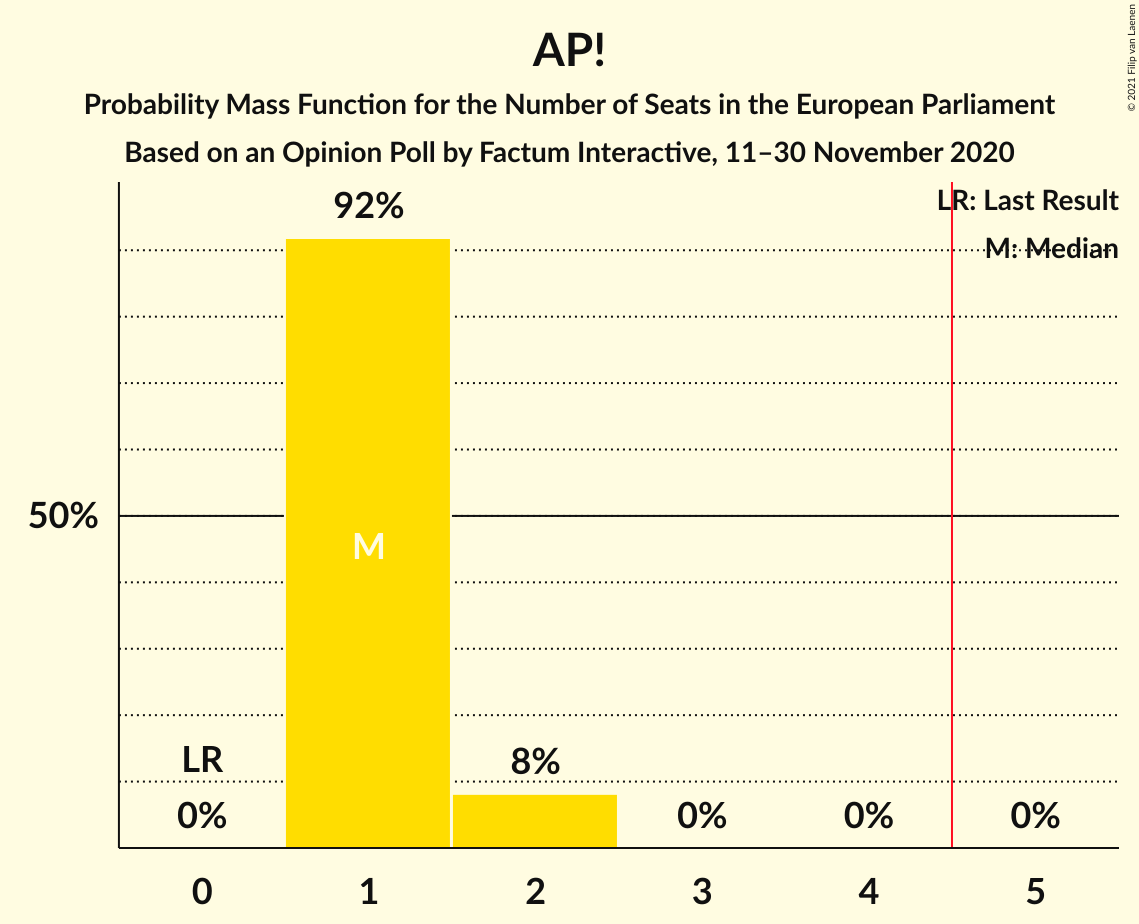 AP!
Probability Mass Function for the Number of Seats in the European Parliament
Based on an Opinion Poll by Factum Interactive, 11–30 November 2020
© 2021 Filip van Laenen
LR: Last Result
M: Median
92%
50%
M
LR
8%
0%
0%
0%
0%
0 1 2 3 4 5